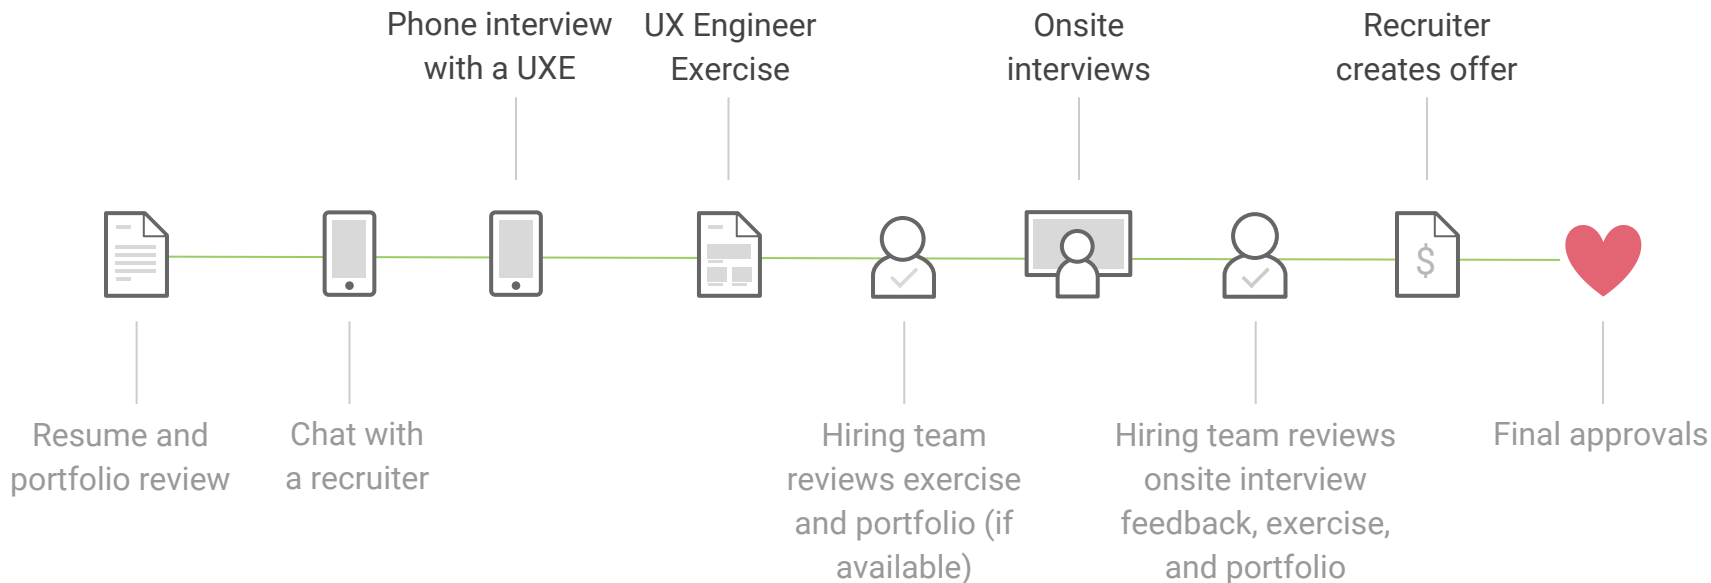 Phone interview
with a UXE
UX Engineer
Exercise
Onsite
interviews
Recruiter
creates offer
$
Resume and
portfolio review
Chat with
a recruiter
Hiring team
reviews exercise
and portfolio (if
available)
Hiring team reviews
onsite interview
feedback, exercise,
and portfolio
Final approvals